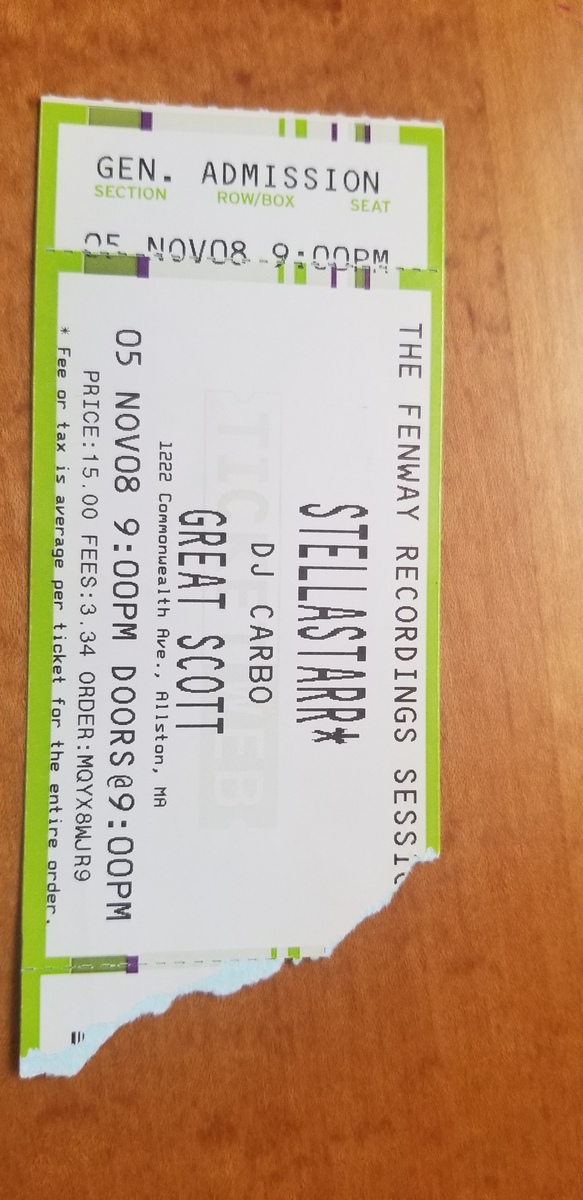 GEN. ADMISSION
SECTION ROW/BOX SEAT
05 NOV08 9:00PM
THE FENWAY RECORDINGS SESSI
STELLASTARR*
DJ CARBO
GREAT SCOTT
1222 Commonwealth Ave., Allston, MA
05 NOV08 9:00PM DOORS@9:00PM
PRICE:15.00 FEES:3.34 ORDER:MQYX8WJR9
* Fee or tax is average per ticket for the entire order.
TICKETWEB